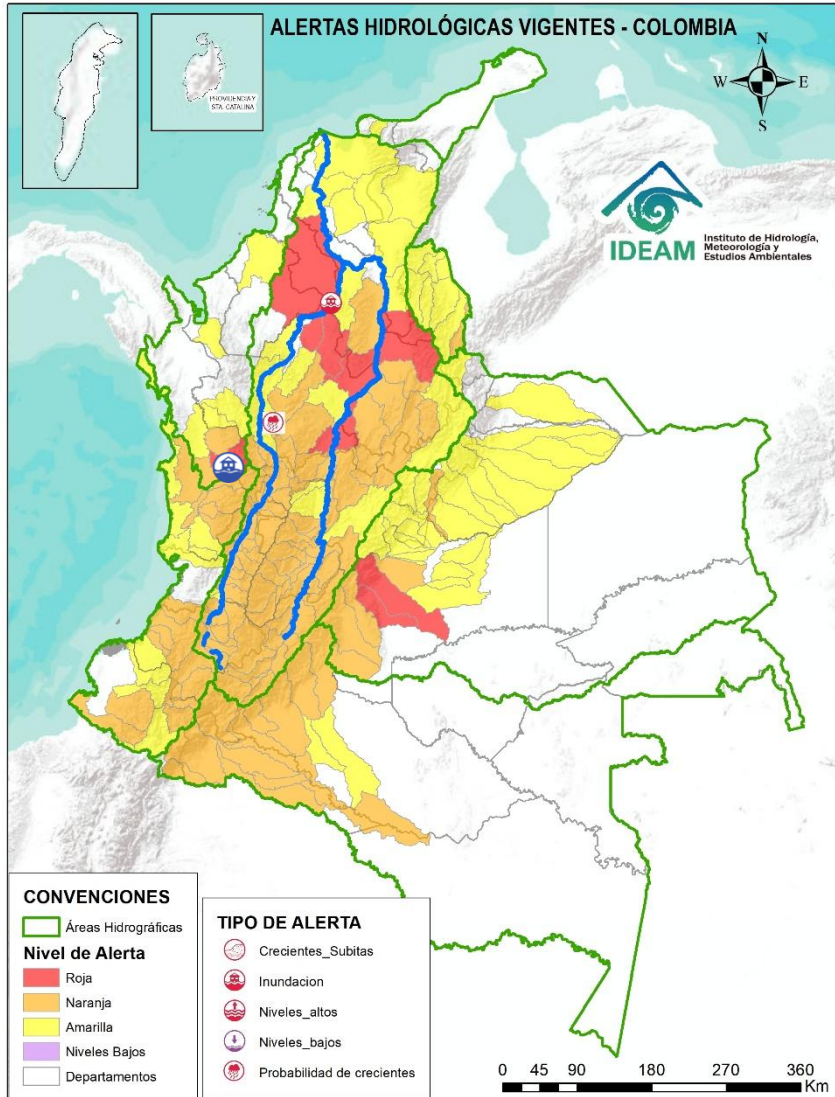 ALERTAS HIDROLÓGICAS VIGENTES - COLOMBIA
PROVIDENCIA Y
STA. CATALINA
N
W
E
S
IDEAM
Instituto de Hidrología,
Meteorología y
Estudios Ambientales
CONVENCIONES
Áreas Hidrográficas
Nivel de Alerta
Roja
Naranja
Amarilla
Niveles Bajos
Departamentos
TIPO DE ALERTA
Crecientes_Subitas
Inundacion
Niveles_altos
Niveles_bajos
Probabilidad de crecientes
0 45 90 180 270 360
Km